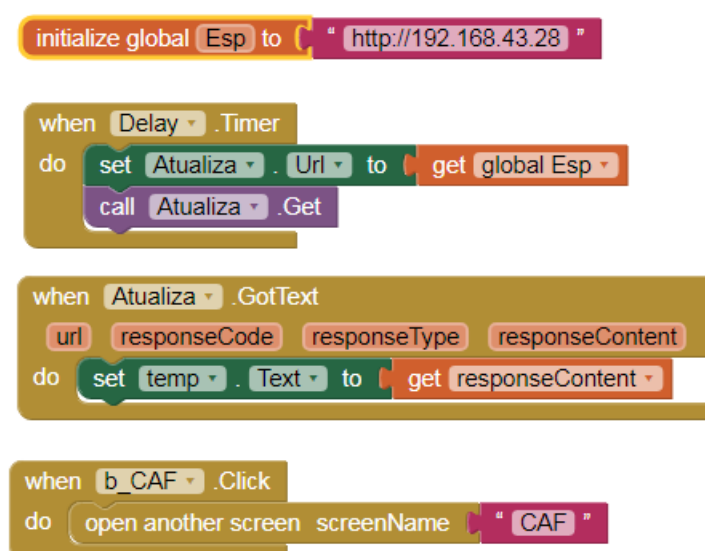 initialize global Esp to " http://192.168.43.28 "
when Delay .Timer
do set Atualiza . Url to get global Esp
call Atualiza .Get
when Atualiza .GotText
url responseCode responseType responseContent
do set temp . Text to get responseContent
when b_CAF .Click
do open another screen screenName " CAF "